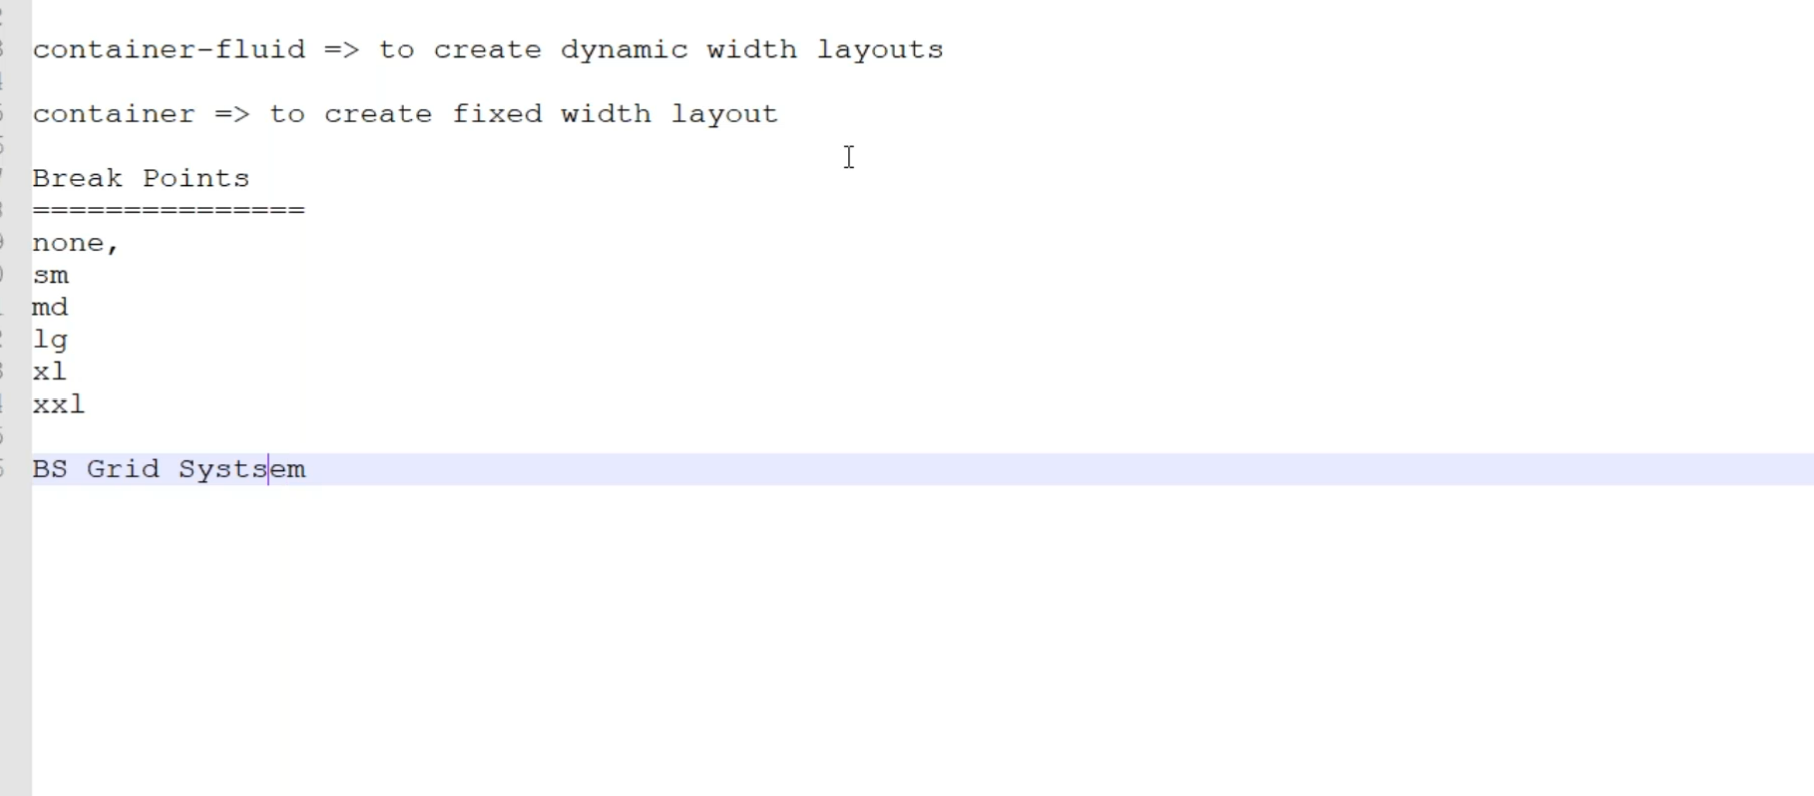 container-fluid => to create dynamic width layouts
container => to create fixed width layout
Break Points
===============
none,
sm
md
lg
xl
xxl
BS Grid Systsem